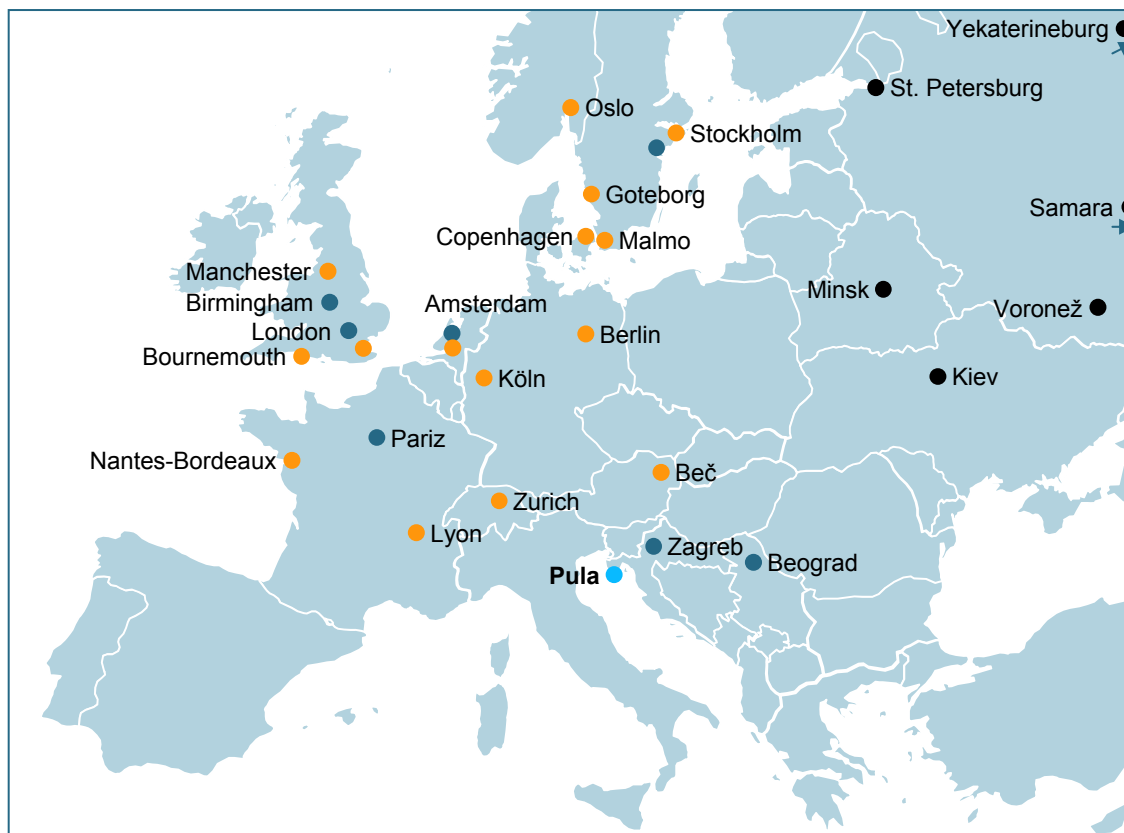 Yekaterineburg
St. Petersburg
Oslo
Stockholm
Goteborg
Samara
Copenhagen
Malmo
Manchester
Minsk
Birmingham
Amsterdam
Voronež
London
Berlin
Bournemouth
Kiev
Köln
Pariz
Nantes-Bordeaux
Beč
Zurich
Lyon
Zagreb
Beograd
Pula